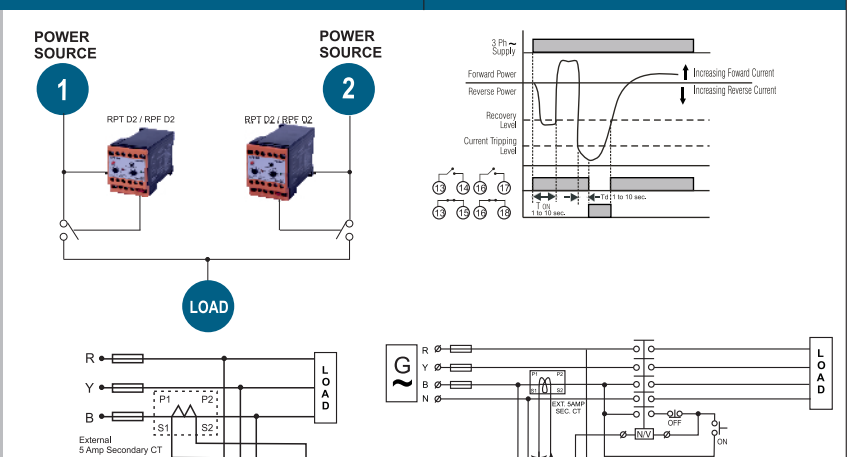 POWER
SOURCE
1
POWER
SOURCE
2
RPT D2 / RPF D2
RPT D2 / RPF D2
LOAD
3 Ph ~
Supply
Forward Power
Reverse Power
Increasing Foward Current
Increasing Reverse Current
Recovery
Level
Current Tripping
Level
13 14 16 17
13 15 16 18
T ON
1 to 10 sec.
Td 1 to 10 sec.
R
Y
B
P1 P2
S1 S2
External
5 Amp Secondary CT
LOAD
G
~
R
Y
B
N
P1 P2
S1 S2
EXT. 5AMP
SEC. CT
OFF
N/V
ON
LOAD